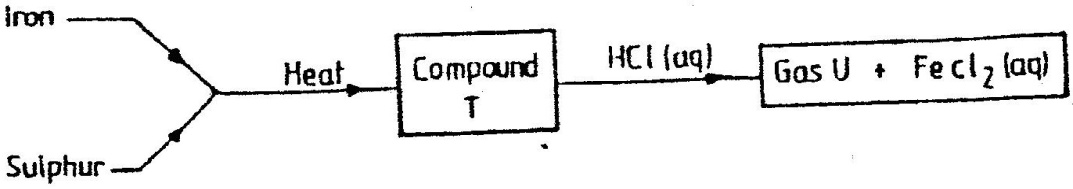 Iron
Heat
Compound
T
HCl (aq)
Gas U + FeCl₂ (aq)
Sulphur